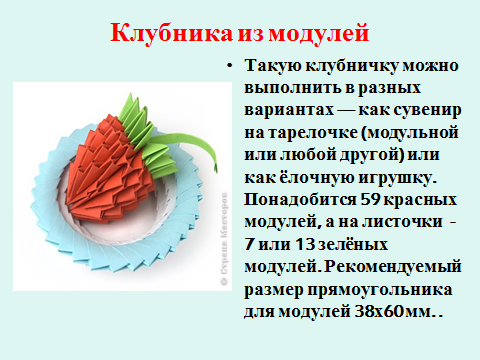 Клубника из модулей
• Такую клубничку можно
выполнить в разных
вариантах — как сувенир
на тарелочке (модульной
или любой другой) или
как ёлочную игрушку.
Понадобится 59 красных
модулей, а на листочки -
7 или 13 зелёных
модулей. Рекомендуемый
размер прямоугольника
для модулей 38х60мм. .
© Страна Мастеров